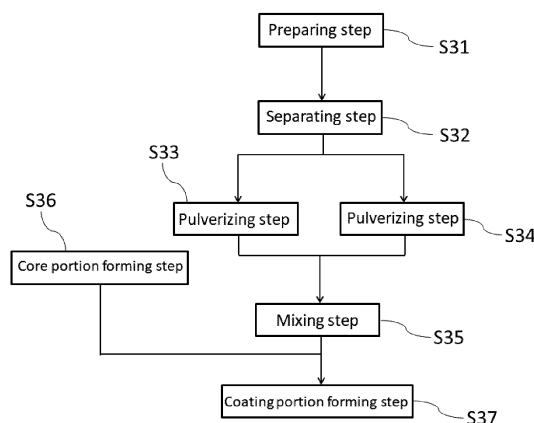 Preparing step
S31
Separating step
S32
S33
Pulverizing step
Pulverizing step
S34
S36
Core portion forming step
Mixing step
S35
Coating portion forming step
S37